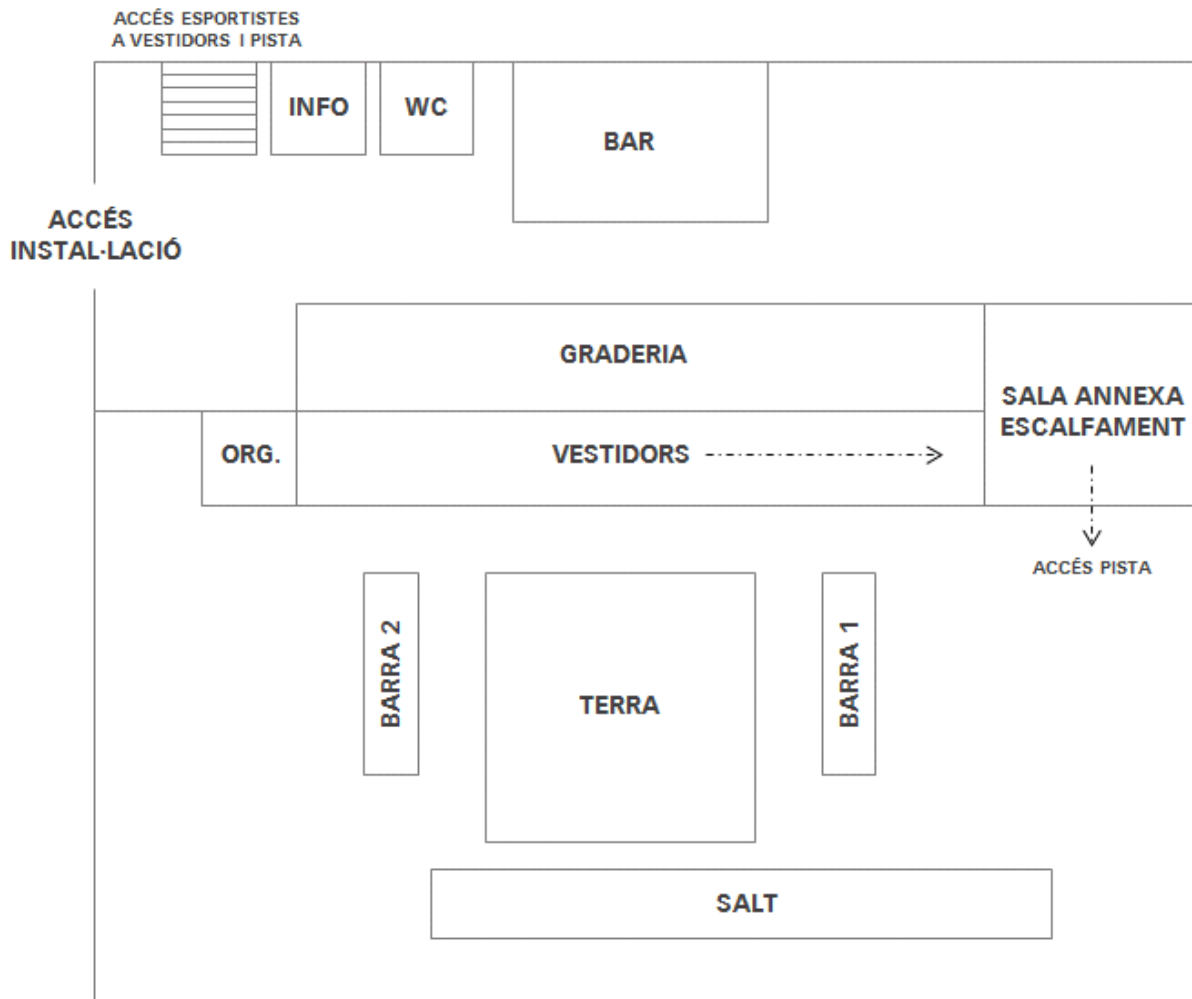 ACCÉS ESPORTISTES
A VESTIDORS I PISTA
INFO
WC
BAR
ACCÉS
INSTAL·LACIÓ
GRADERIA
SALA ANNEXA
ESCALFAMENT
ORG.
VESTIDORS
ACCÉS PISTA
BARRA 2
TERRA
BARRA 1
SALT